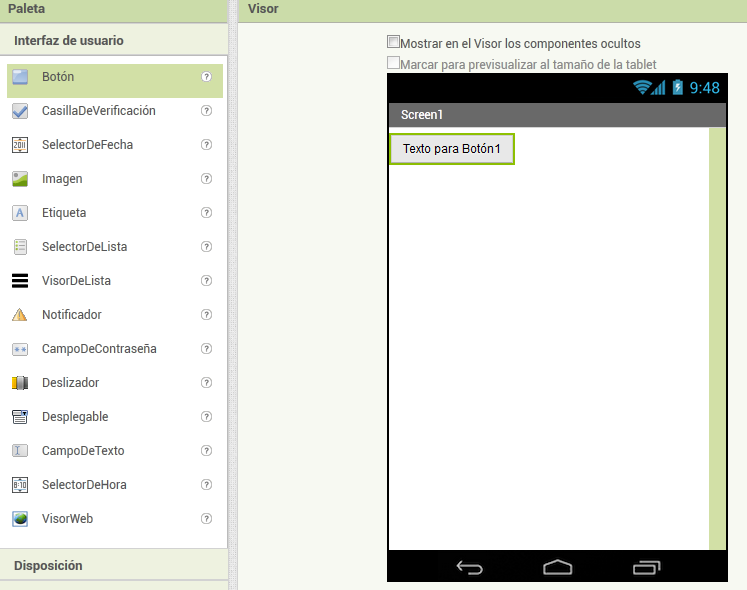 Paleta
Interfaz de usuario
Botón
CasillaDeVerificación
SelectorDeFecha
Imagen
Etiqueta
SelectorDeLista
VisorDeLista
Notificador
CampoDeContraseña
Deslizador
Desplegable
CampoDeTexto
SelectorDeHora
VisorWeb
Disposición
Visor
Mostrar en el Visor los componentes ocultos
Marcar para previsualizar al tamaño de la tablet
9:48
Screen1
Texto para Botón1